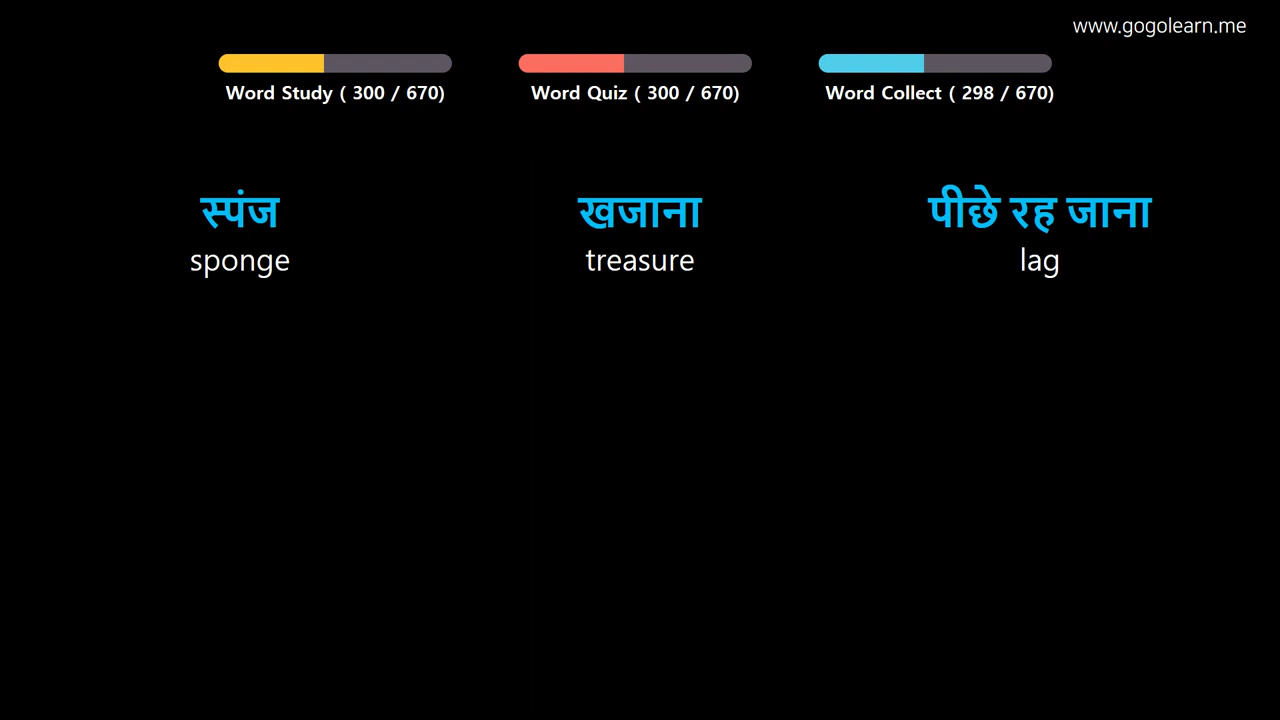 www.gogolearn.me
Word Study ( 300 / 670)
Word Quiz ( 300 / 670)
Word Collect ( 298 / 670)
स्पंज
sponge
खजाना
treasure
पीछे रह जाना
lag